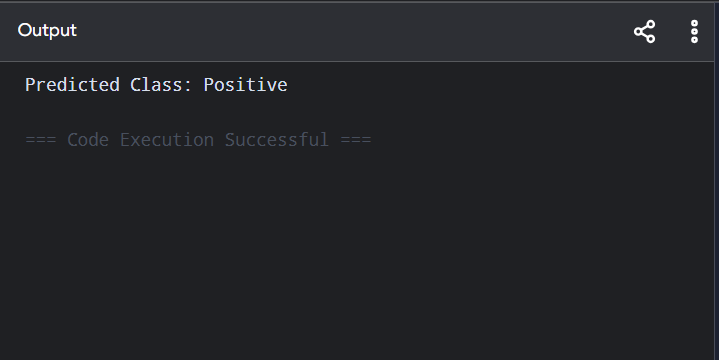 Output
Predicted Class: Positive
=== Code Execution Successful ===